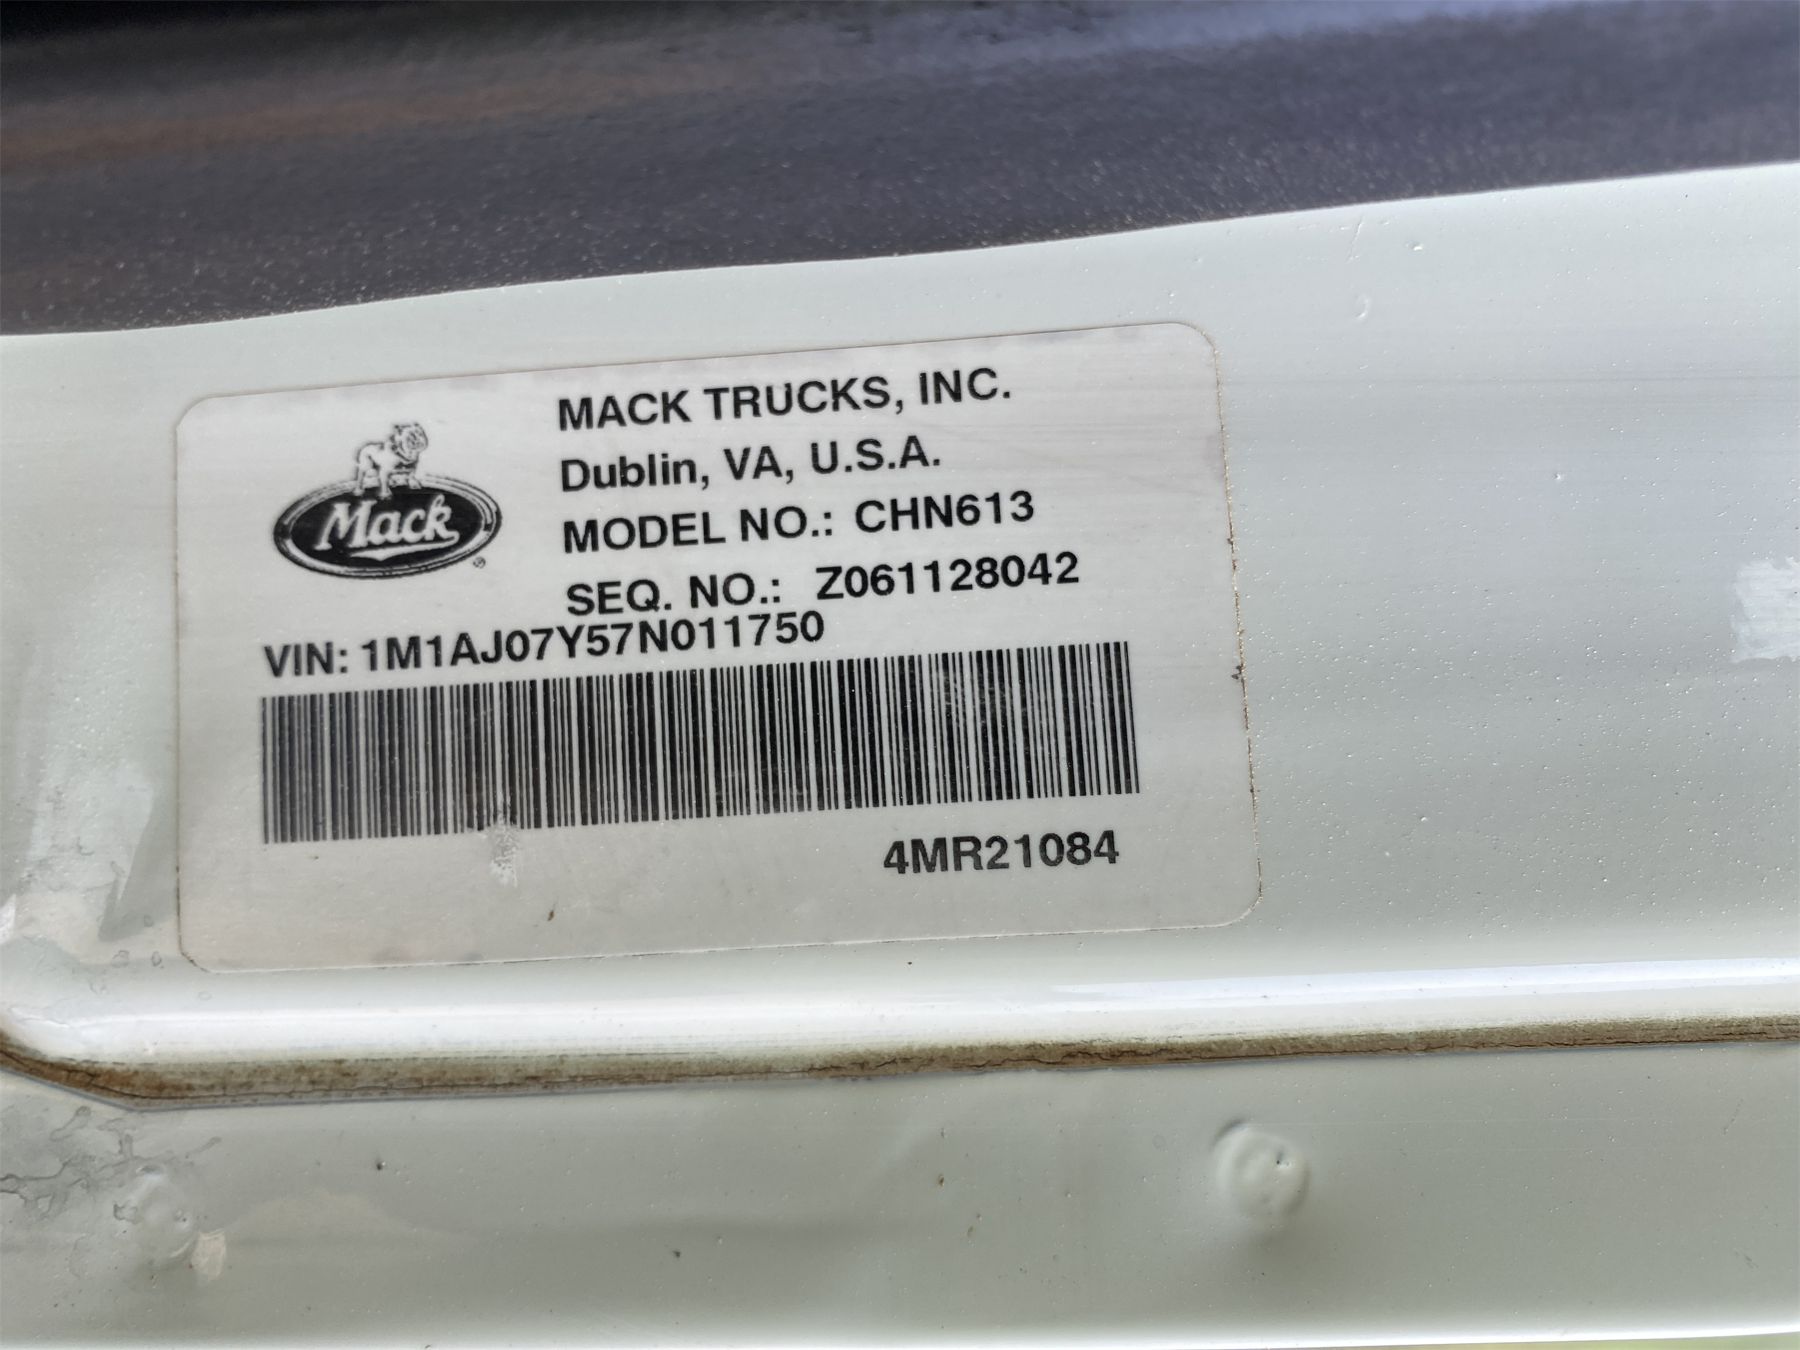 MACK TRUCKS, INC.
Dublin, VA, U.S.A.
Mack®
MODEL NO.: CHN613
SEQ. NO.: Z061128042
VIN: 1M1AJ07Y57N011750
4MR21084